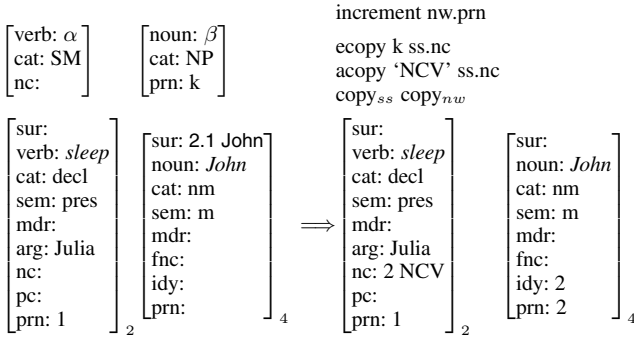 increment nw.prn
verb: α noun: β ecopy k ss.nc
cat: SM cat: NP acopy ‘NCV’ ss.nc
nc: prn: k copyss copynw
sur:
verb: sleep
cat: decl
sem: pres
mdr:
arg: Julia
nc:
pc:
prn: 1
2
sur: 2.1 John
noun: John
cat: nm
sem: m
mdr:
fnc:
idy:
prn:
4
⟹
sur:
verb: sleep
cat: decl
sem: pres
mdr:
arg: Julia
nc: 2 NCV
pc:
prn: 1
2
sur:
noun: John
cat: nm
sem: m
mdr:
fnc:
idy: 2
prn: 2
4